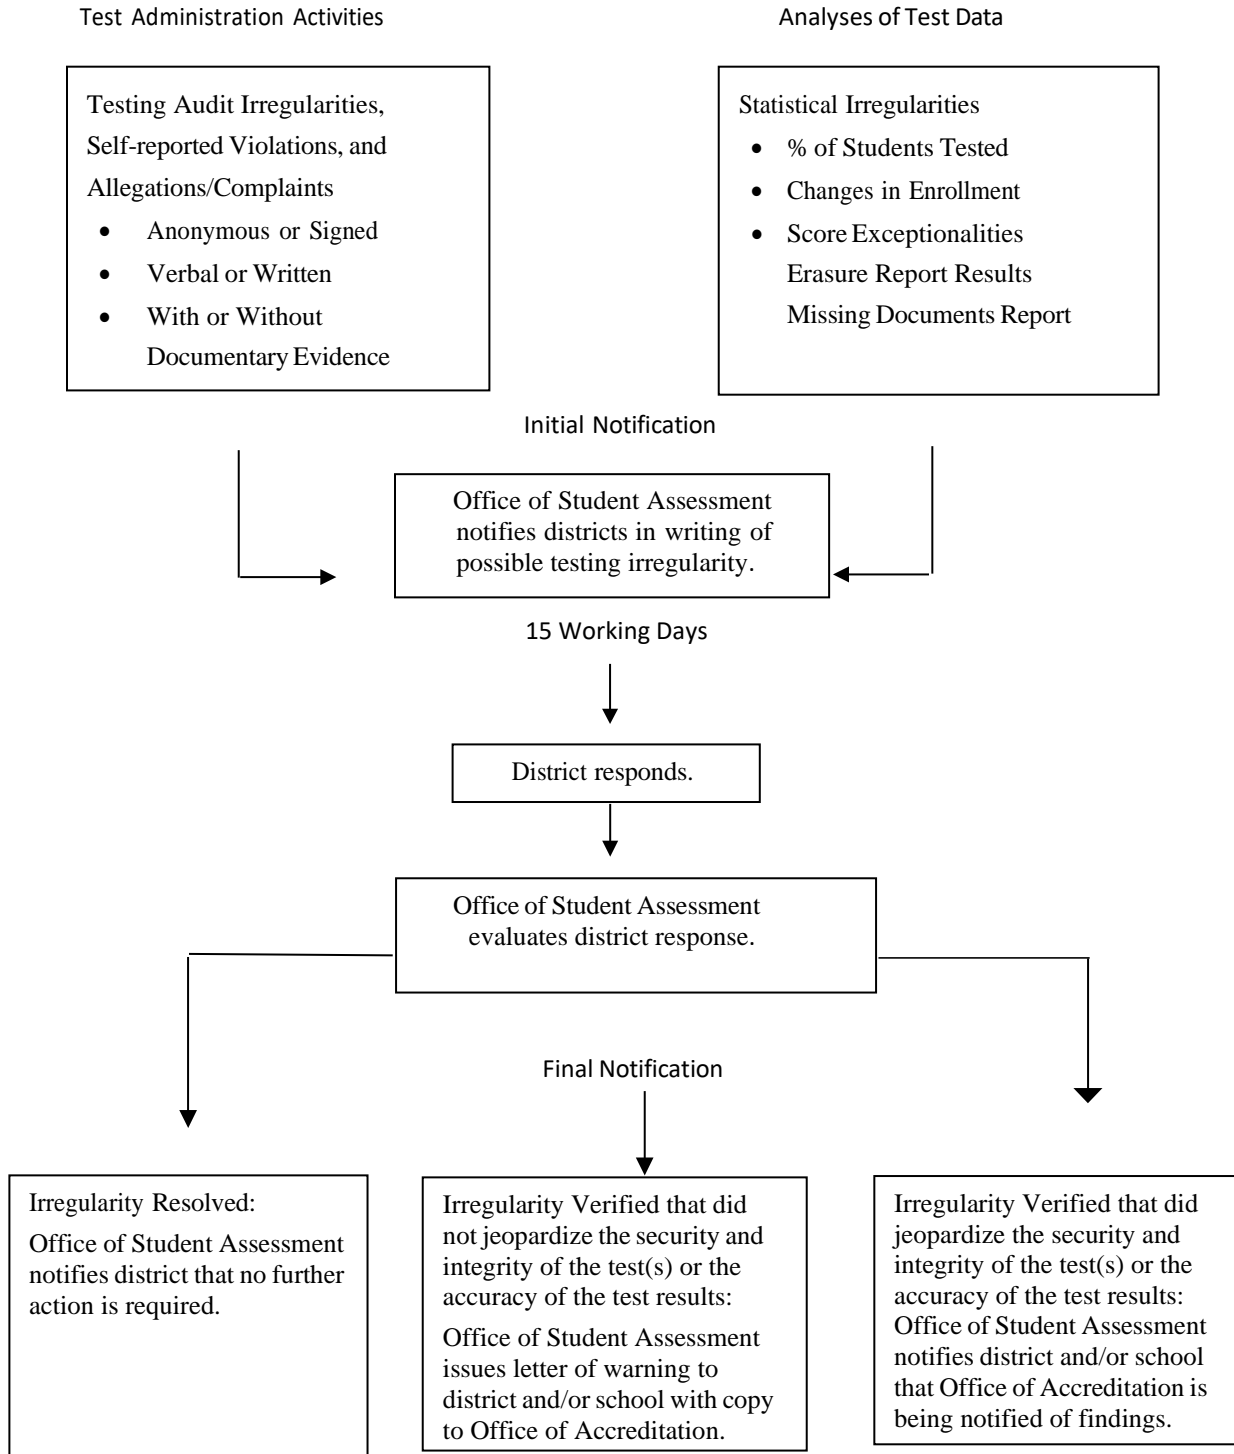 Test Administration Activities
Analyses of Test Data
Testing Audit Irregularities,
Self-reported Violations, and
Allegations/Complaints
• Anonymous or Signed
• Verbal or Written
• With or Without
Documentary Evidence
Statistical Irregularities
• % of Students Tested
• Changes in Enrollment
• Score Exceptionalities
Erasure Report Results
Missing Documents Report
Initial Notification
Office of Student Assessment
notifies districts in writing of
possible testing irregularity.
15 Working Days
District responds.
Office of Student Assessment
evaluates district response.
Final Notification
Irregularity Resolved:
Office of Student Assessment
notifies district that no further
action is required.
Irregularity Verified that did
not jeopardize the security and
integrity of the test(s) or the
accuracy of the test results:
Office of Student Assessment
issues letter of warning to
district and/or school with copy
to Office of Accreditation.
Irregularity Verified that did
jeopardize the security and
integrity of the test(s) or the
accuracy of the test results:
Office of Student Assessment
notifies district and/or school
that Office of Accreditation is
being notified of findings.